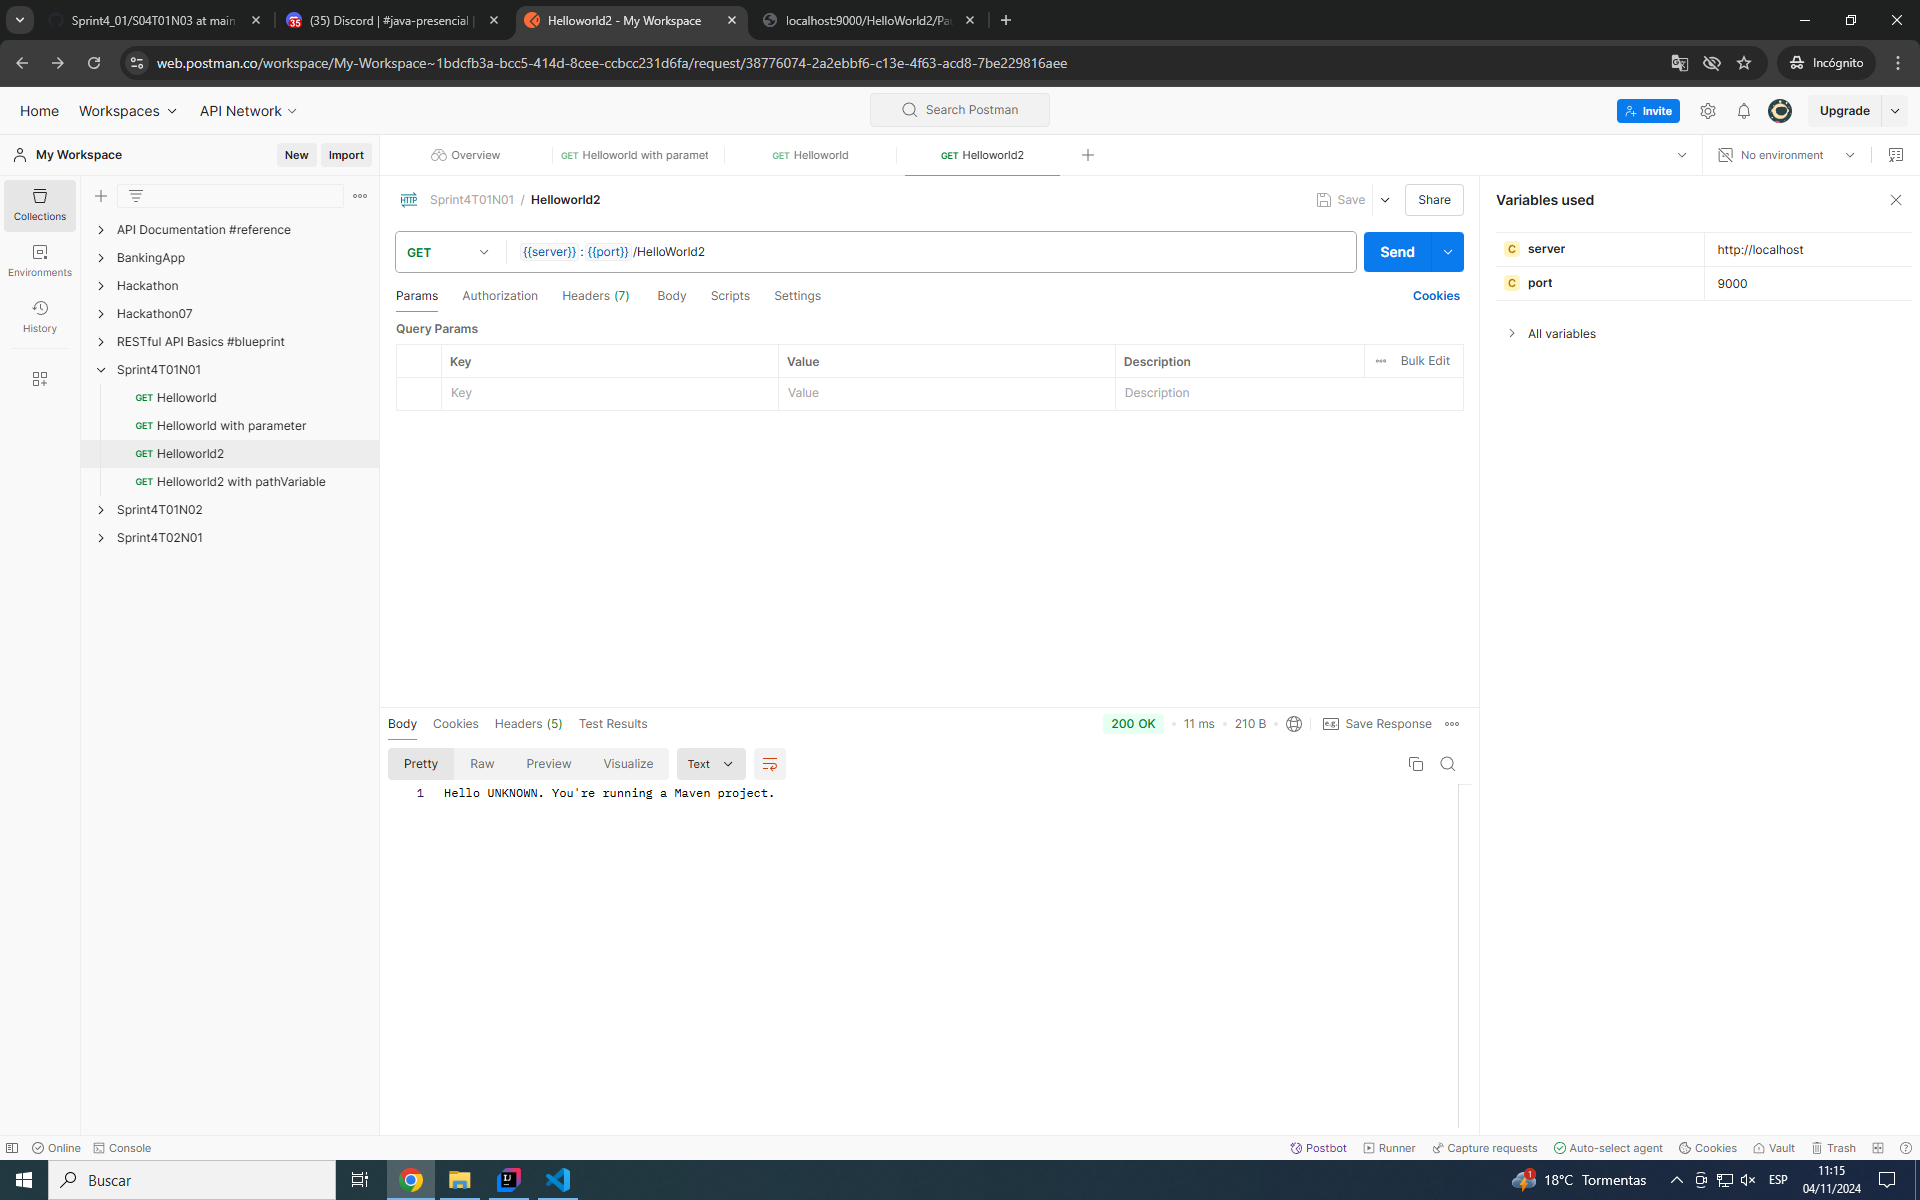 Sprint4_01/S04T01N03 at main
(35) Discord | #java-presencial |
Helloworld2 - My Workspace
localhost:9000/HelloWorld2/Pau
web.postman.co/workspace/My-Workspace~1bdcfb3a-bcc5-414d-8cee-ccbcc231d6fa/request/38776074-2a2ebbf6-c13e-4f63-acd8-7be229816aee
Incógnito
Home Workspaces API Network
Search Postman
Invite
Upgrade
My Workspace
New Import
Overview
GET Helloworld with paramet
GET Helloworld
GET Helloworld2
No environment
Collections
Environments
History
API Documentation #reference
BankingApp
Hackathon
Hackathon07
RESTful API Basics #blueprint
Sprint4T01N01
GET Helloworld
GET Helloworld with parameter
GET Helloworld2
GET Helloworld2 with pathVariable
Sprint4T01N02
Sprint4T02N01
HTTP Sprint4T01N01 / Helloworld2
Save
Share
GET
{{server}}:{{port}}/HelloWorld2
Send
Params Authorization Headers (7) Body Scripts Settings
Cookies
Query Params
Key Value Description Bulk Edit
Key Value Description
Variables used
C server http://localhost
C port 9000
All variables
Body Cookies Headers (5) Test Results
200 OK 11 ms 210 B
e.g. Save Response
Pretty Raw Preview Visualize Text
1 Hello UNKNOWN. You're running a Maven project.
Online Console
Postbot Runner Capture requests Auto-select agent Cookies Vault Trash
Buscar
1
18°C Tormentas
ESP
11:15
04/11/2024